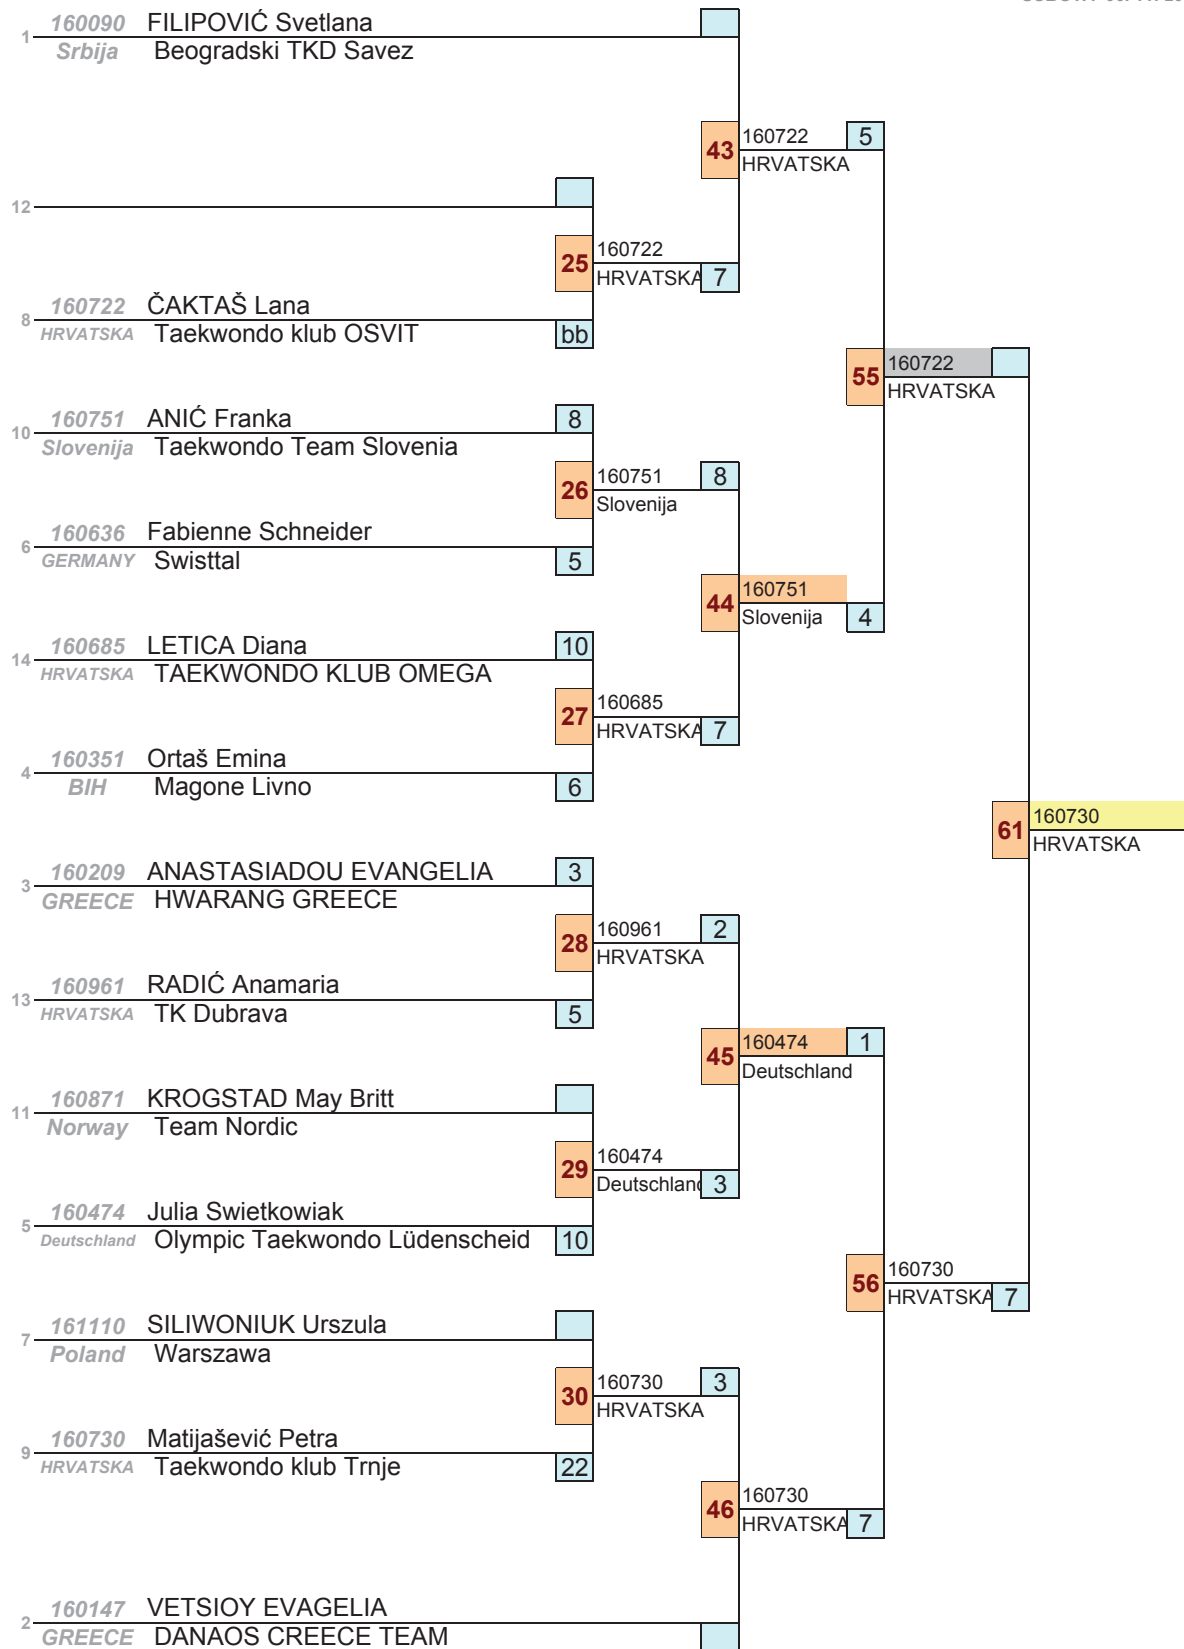 1 160090 FILIPOVIĆ Svetlana
Srbija Beogradski TKD Savez
43 160722 5
HRVATSKA
12
25 160722
HRVATSKA 7
8 160722 ČAKTAŠ Lana
HRVATSKA Taekwondo klub OSVIT bb
55 160722
HRVATSKA
10 160751 ANIĆ Franka 8
Slovenija Taekwondo Team Slovenia
26 160751 8
Slovenija
6 160636 Fabienne Schneider
GERMANY Swisttal 5
44 160751
Slovenija 4
14 160685 LETICA Diana 10
HRVATSKA TAEKWONDO KLUB OMEGA
27 160685
HRVATSKA 7
4 160351 Ortaš Emina
BIH Magone Livno 6
61 160730
HRVATSKA
3 160209 ANASTASIADOU EVANGELIA 3
GREECE HWARANG GREECE
28 160961 2
HRVATSKA
13 160961 RADIĆ Anamaria
HRVATSKA TK Dubrava 5
45 160474 1
Deutschland
11 160871 KROGSTAD May Britt
Norway Team Nordic
29 160474
Deutschland 3
5 160474 Julia Swietkowiak
Deutschland Olympic Taekwondo Lüdenscheid 10
56 160730
HRVATSKA 7
7 161110 SILIWONIUK Urszula
Poland Warszawa
30 160730 3
HRVATSKA
9 160730 Matijašević Petra
HRVATSKA Taekwondo klub Trnje 22
46 160730
HRVATSKA 7
2 160147 VETSIOY EVAGELIA
GREECE DANAOS CREECE TEAM